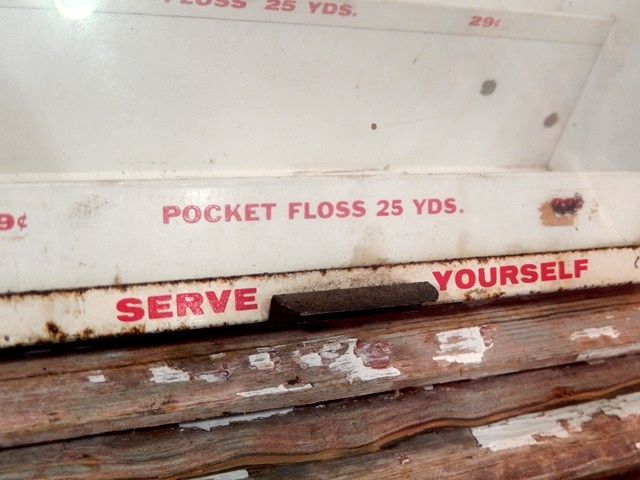 FLOSS 25 YDS. 29¢
9¢ POCKET FLOSS 25 YDS.
SERVE YOURSELF